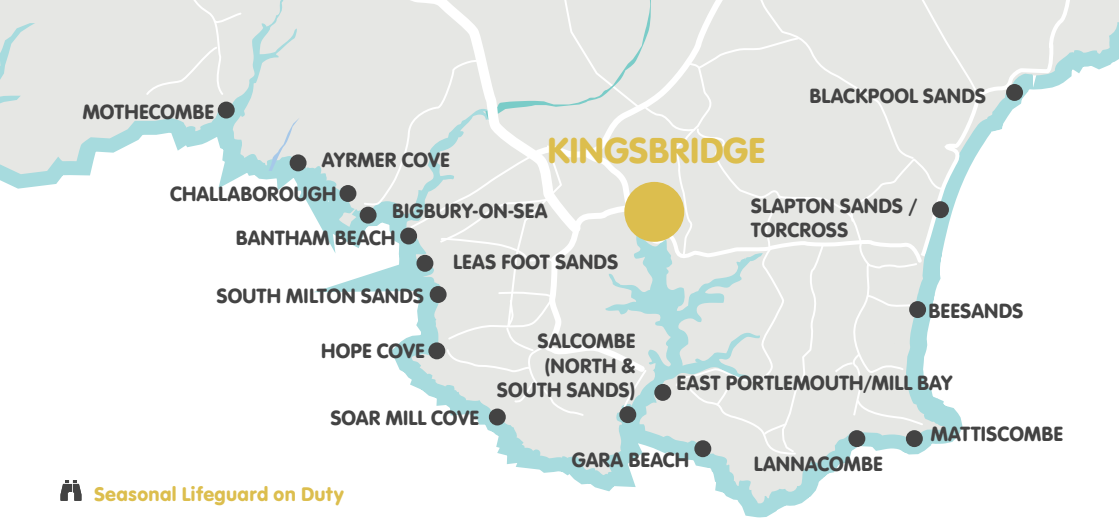 BLACKPOOL SANDS
MOTHECOMBE
KINGSBRIDGE
AYRMER COVE
CHALLABOROUGH
BIGBURY-ON-SEA
SLAPTON SANDS /
TORCROSS
BANTHAM BEACH
LEAS FOOT SANDS
SOUTH MILTON SANDS
BEESANDS
SALCOMBE
(NORTH &
SOUTH SANDS)
HOPE COVE
EAST PORTLEMOUTH/MILL BAY
SOAR MILL COVE
MATTISCOMBE
GARA BEACH
LANNACOMBE
Seasonal Lifeguard on Duty